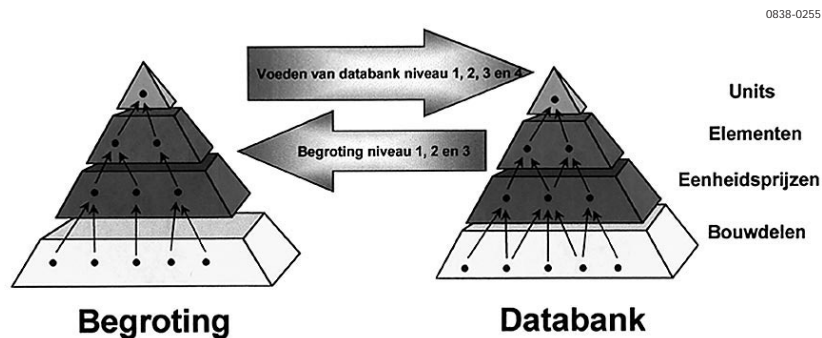 0838-0255
Voeden van databank niveau 1, 2, 3 en 4
Begroting niveau 1, 2 en 3
Units
Elementen
Eenheidsprijzen
Bouwdelen
Begroting
Databank